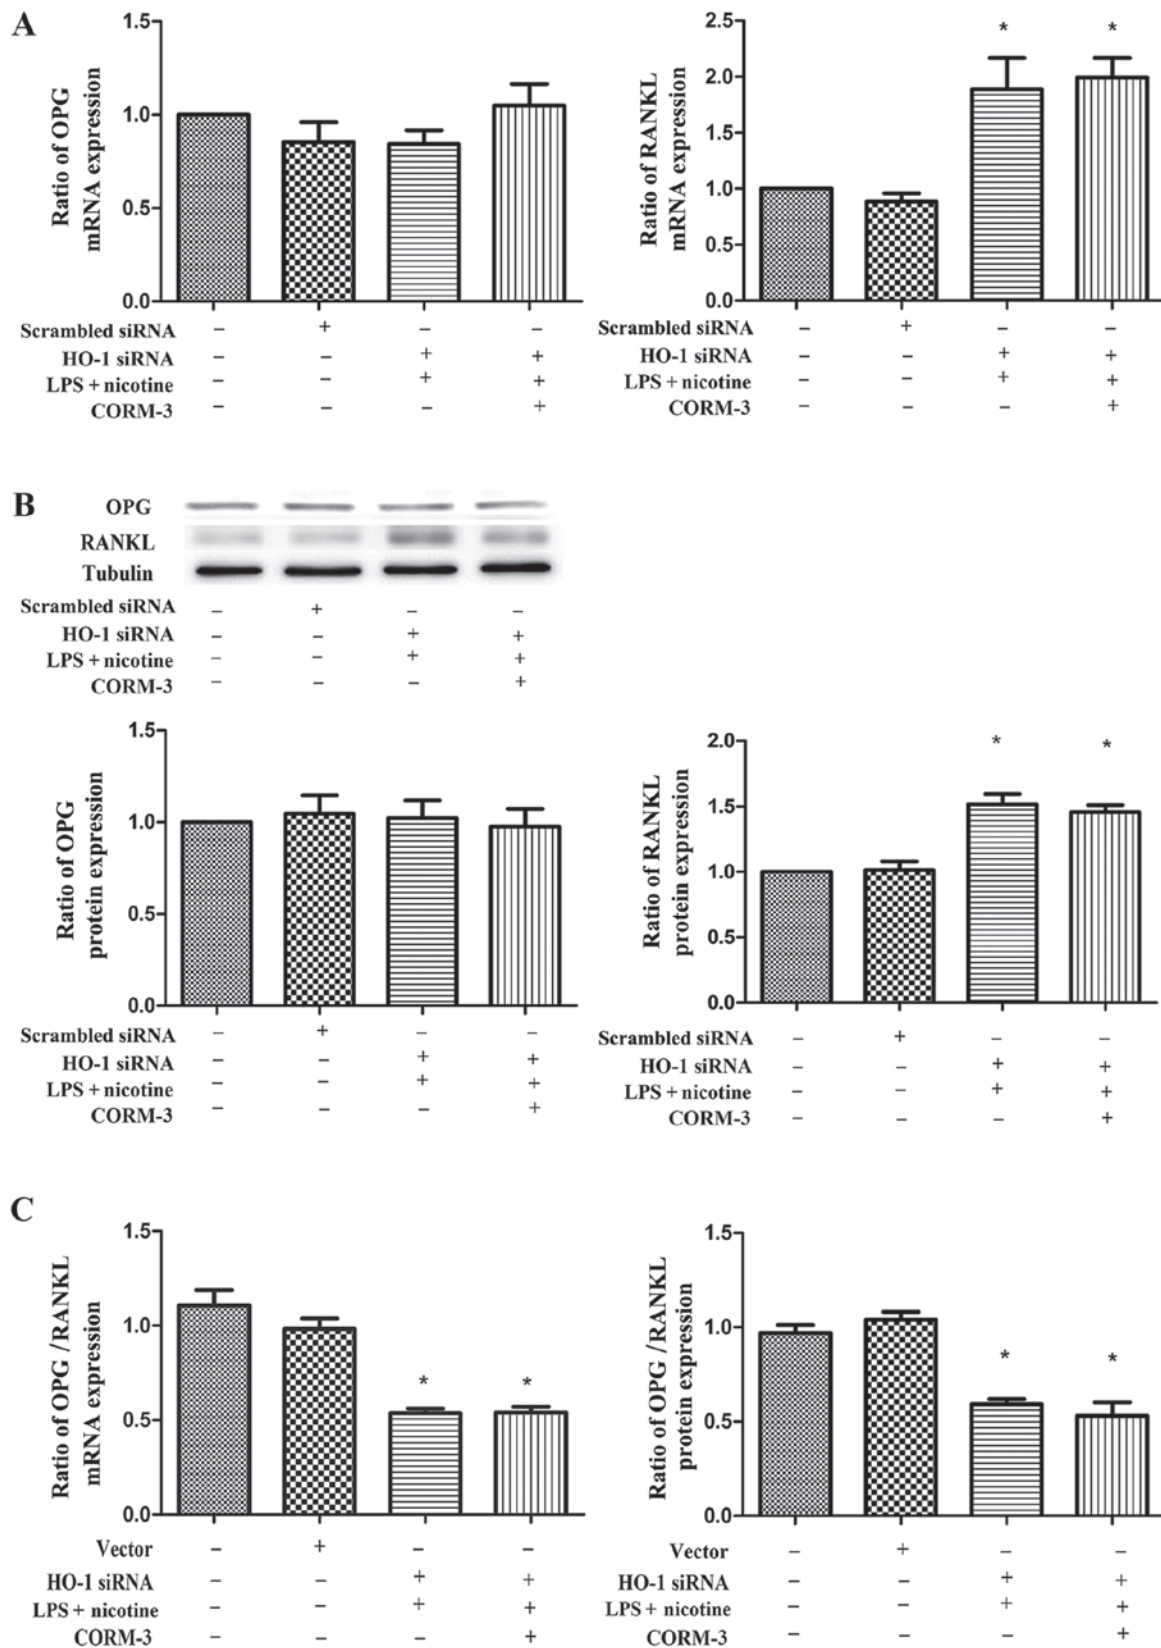 A
Ratio of OPG
mRNA expression
1.5
1.0
0.5
0.0
Scrambled siRNA – + – –
HO-1 siRNA – – + +
LPS + nicotine – – + +
CORM-3 – – – +
Ratio of RANKL
mRNA expression
2.5
2.0
1.5
1.0
0.5
0.0
* *
Scrambled siRNA – + – –
HO-1 siRNA – – + +
LPS + nicotine – – + +
CORM-3 – – – +
B
OPG
RANKL
Tubulin
Scrambled siRNA – + – –
HO-1 siRNA – – + +
LPS + nicotine – – + +
CORM-3 – – – +
Ratio of OPG
protein expression
1.5
1.0
0.5
0.0
Scrambled siRNA – + – –
HO-1 siRNA – – + +
LPS + nicotine – – + +
CORM-3 – – – +
Ratio of RANKL
protein expression
2.0
1.5
1.0
0.5
0.0
* *
Scrambled siRNA – + – –
HO-1 siRNA – – + +
LPS + nicotine – – + +
CORM-3 – – – +
C
Ratio of OPG /RANKL
mRNA expression
1.5
1.0
0.5
0.0
* *
Vector – + – –
HO-1 siRNA – – + +
LPS + nicotine – – + +
CORM-3 – – – +
Ratio of OPG /RANKL
protein expression
1.5
1.0
0.5
0.0
* *
Vector – + – –
HO-1 siRNA – – + +
LPS + nicotine – – + +
CORM-3 – – – +